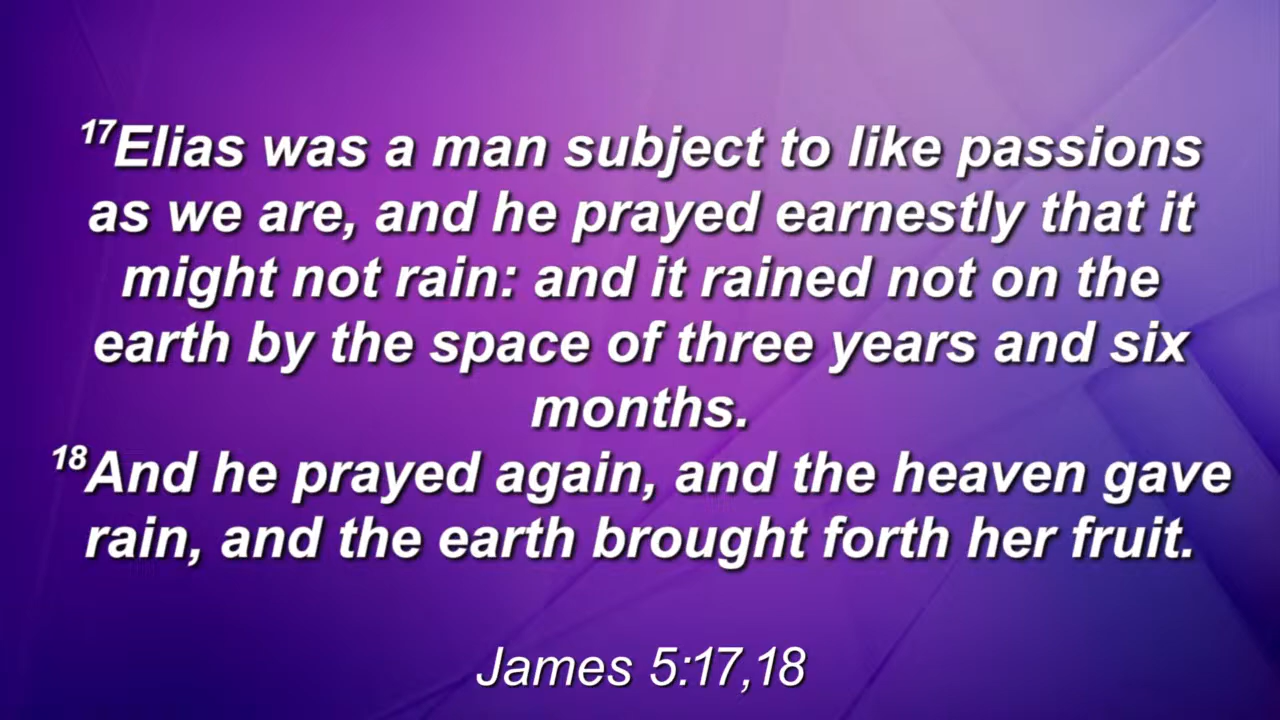 ¹⁷Elias was a man subject to like passions
as we are, and he prayed earnestly that it
might not rain: and it rained not on the
earth by the space of three years and six
months.
¹⁸And he prayed again, and the heaven gave
rain, and the earth brought forth her fruit.
James 5:17,18